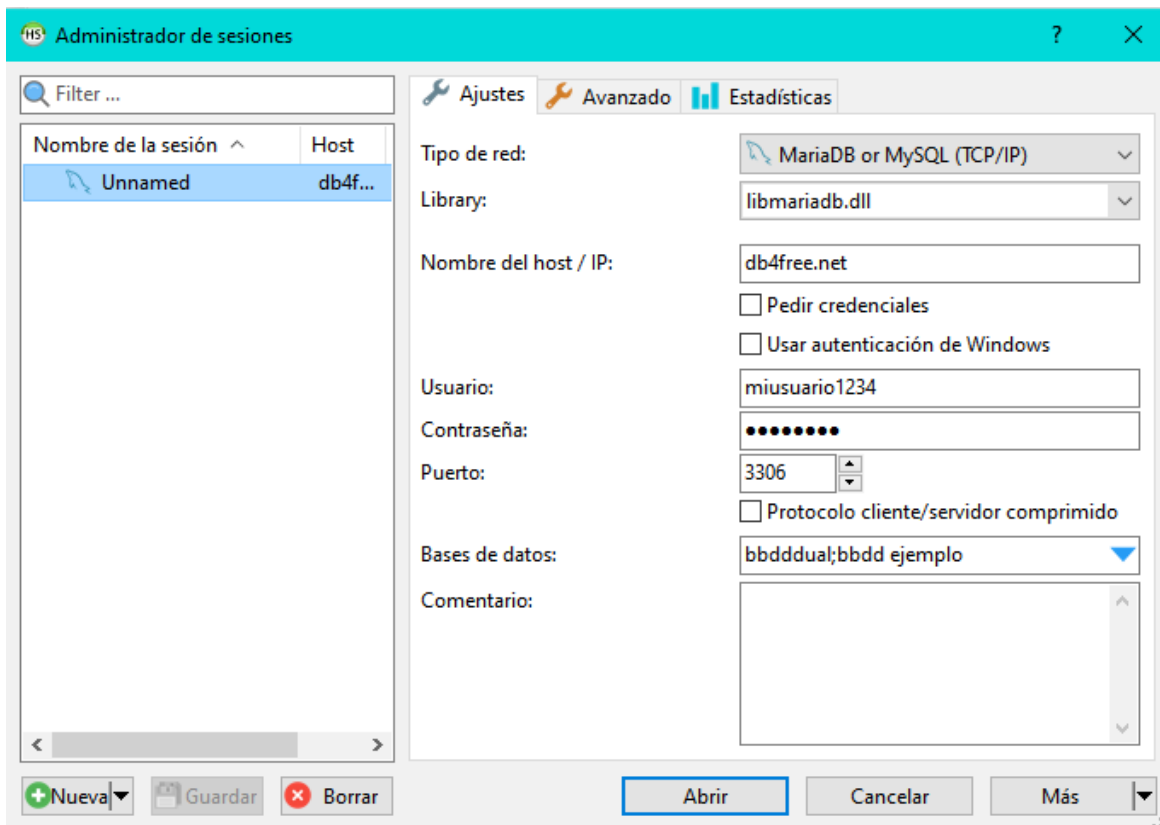 HS Administrador de sesiones ?
Filter ...
Nombre de la sesión Host
Unnamed db4f...
Nueva Guardar Borrar
Ajustes Avanzado Estadísticas
Tipo de red: MariaDB or MySQL (TCP/IP)
Library: libmariadb.dll
Nombre del host / IP: db4free.net
Pedir credenciales
Usar autenticación de Windows
Usuario: miusuario1234
Contraseña: ●●●●●●●●
Puerto: 3306
Protocolo cliente/servidor comprimido
Bases de datos: bbdddual;bbdd ejemplo
Comentario:
Abrir Cancelar Más